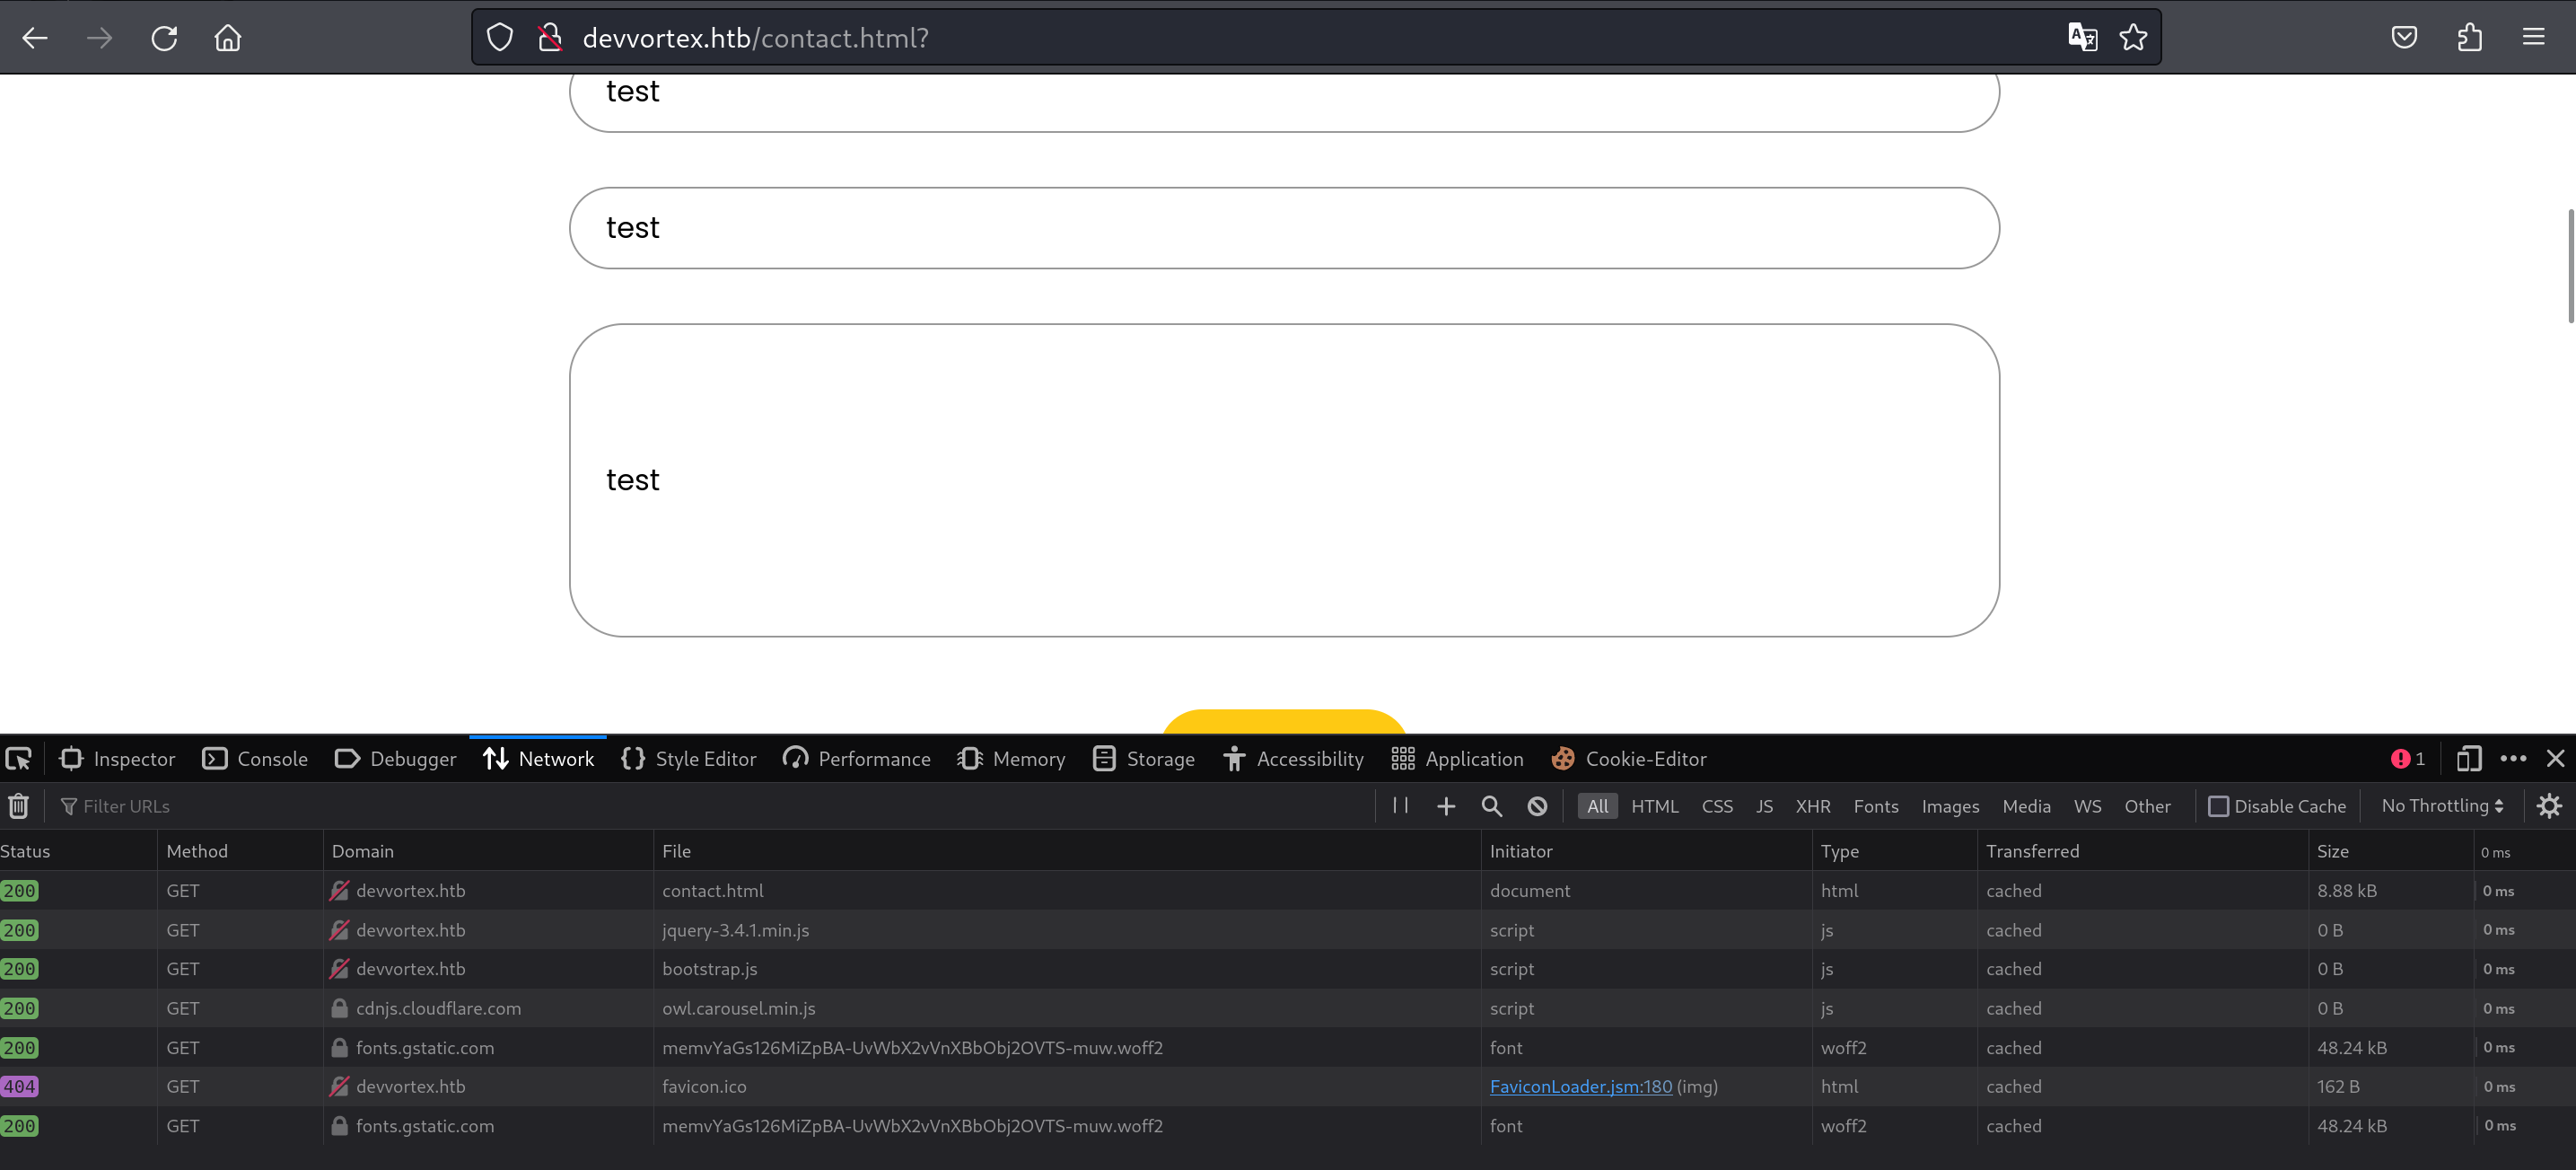 devvortex.htb/contact.html?
test
test
test
Inspector Console Debugger Network Style Editor Performance Memory Storage Accessibility Application Cookie-Editor 1
Filter URLs All HTML CSS JS XHR Fonts Images Media WS Other Disable Cache No Throttling
Status Method Domain File Initiator Type Transferred Size 0 ms
200 GET devvortex.htb contact.html document html cached 8.88 kB 0 ms
200 GET devvortex.htb jquery-3.4.1.min.js script js cached 0 B 0 ms
200 GET devvortex.htb bootstrap.js script js cached 0 B 0 ms
200 GET cdnjs.cloudflare.com owl.carousel.min.js script js cached 0 B 0 ms
200 GET fonts.gstatic.com memvYaGs126MiZpBA-UvWbX2vVnXBbObj2OVTS-muw.woff2 font woff2 cached 48.24 kB 0 ms
404 GET devvortex.htb favicon.ico FaviconLoader.jsm:180 (img) html cached 162 B 0 ms
200 GET fonts.gstatic.com memvYaGs126MiZpBA-UvWbX2vVnXBbObj2OVTS-muw.woff2 font woff2 cached 48.24 kB 0 ms